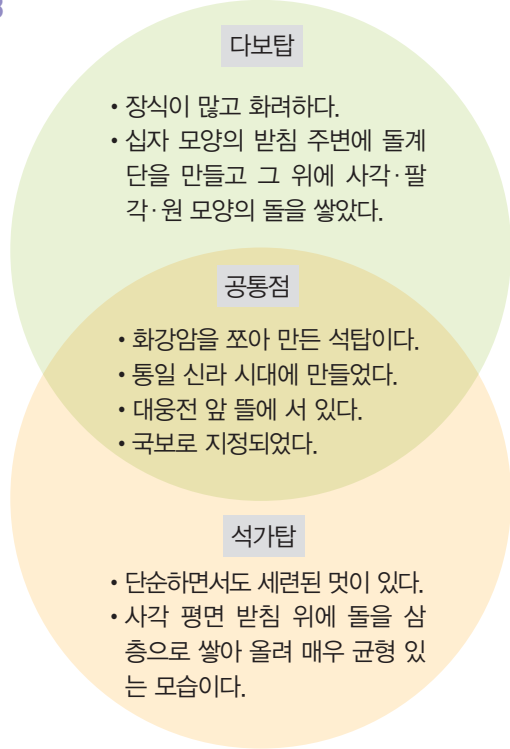 다보탑
• 장식이 많고 화려하다.
• 십자 모양의 받침 주변에 돌계
단을 만들고 그 위에 사각·팔
각·원 모양의 돌을 쌓았다.
공통점
• 화강암을 쪼아 만든 석탑이다.
• 통일 신라 시대에 만들었다.
• 대웅전 앞 뜰에 서 있다.
• 국보로 지정되었다.
석가탑
• 단순하면서도 세련된 멋이 있다.
• 사각 평면 받침 위에 돌을 삼
층으로 쌓아 올려 매우 균형 있
는 모습이다.